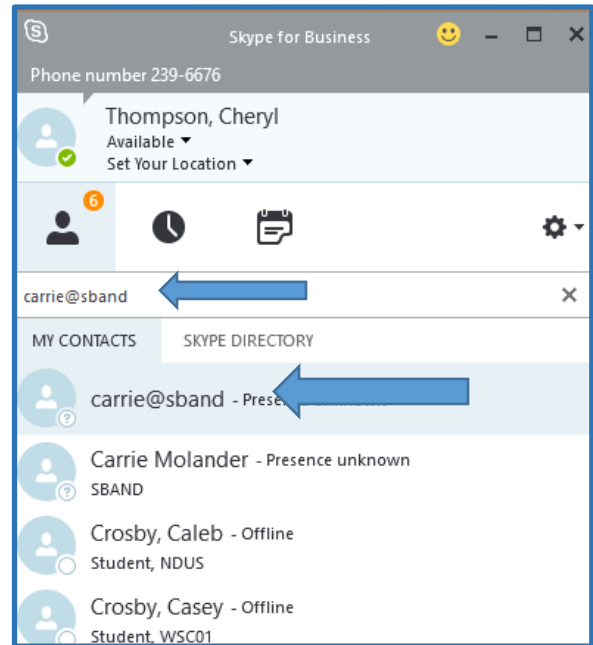 Skype for Business
Phone number 239-6676
Thompson, Cheryl
Available
Set Your Location
6
carrie@sband
MY CONTACTS SKYPE DIRECTORY
carrie@sband -
Carrie Molander - Presence unknown
SBAND
Crosby, Caleb - Offline
Student, NDUS
Crosby, Casey - Offline
Student, WSC01